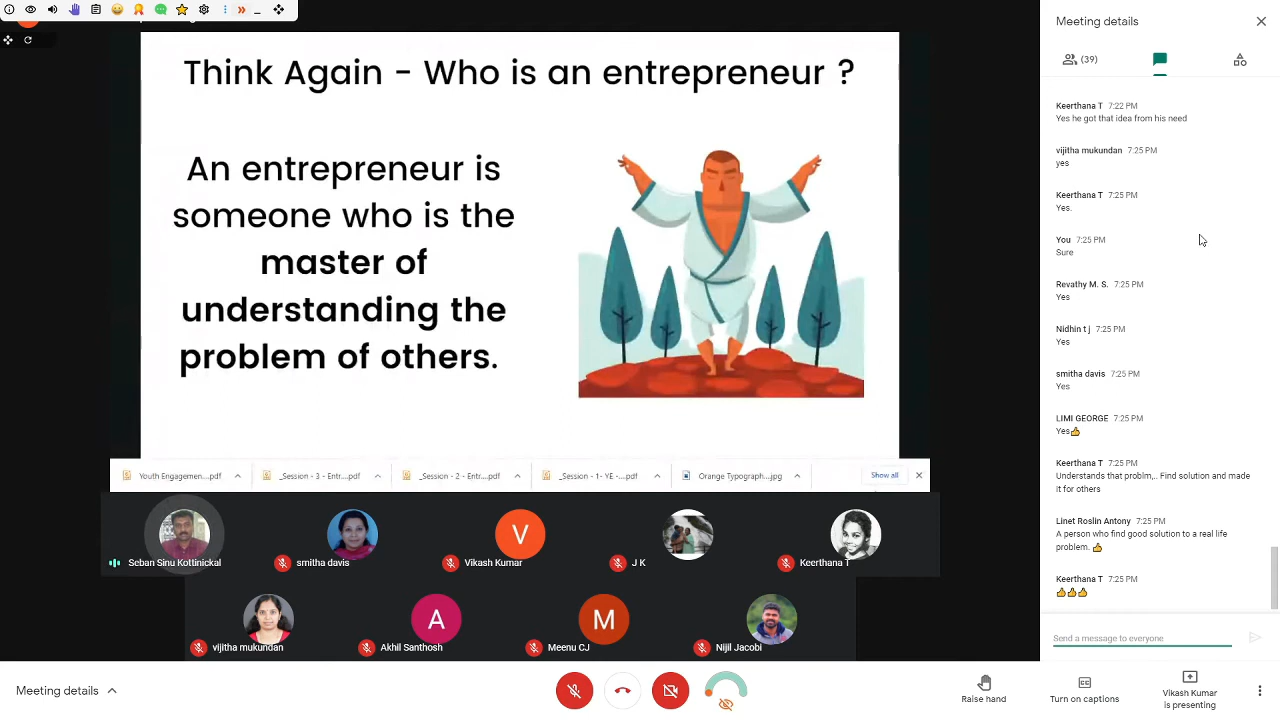 Think Again - Who is an entrepreneur ?
An entrepreneur is
someone who is the
master of
understanding the
problem of others.
Youth Engagemen....pdf
_Session - 3 - Entr....pdf
_Session - 2 - Entr....pdf
_Session - 1- YE -....pdf
Orange Typograph...jpg
Show all
Seban Sinu Kottinickal
smitha davis
V
Vikash Kumar
J K
Keerthana T
vijitha mukundan
A
Akhil Santhosh
M
Meenu CJ
Nijil Jacobi
Meeting details
Raise hand
Turn on captions
Vikash Kumar
is presenting
Meeting details
(39)
Keerthana T 7:22 PM
Yes he got that idea from his need
vijitha mukundan 7:25 PM
yes
Keerthana T 7:25 PM
Yes.
You 7:25 PM
Sure
Revathy M. S. 7:25 PM
Yes
Nidhin t j 7:25 PM
Yes
smitha davis 7:25 PM
Yes
LIMI GEORGE 7:25 PM
Yes👍
Keerthana T 7:25 PM
Understands that problm,.. Find solution and made
it for others
Linet Roslin Antony 7:25 PM
A person who find good solution to a real life
problem. 👍
Keerthana T 7:25 PM
👍👍👍
Send a message to everyone